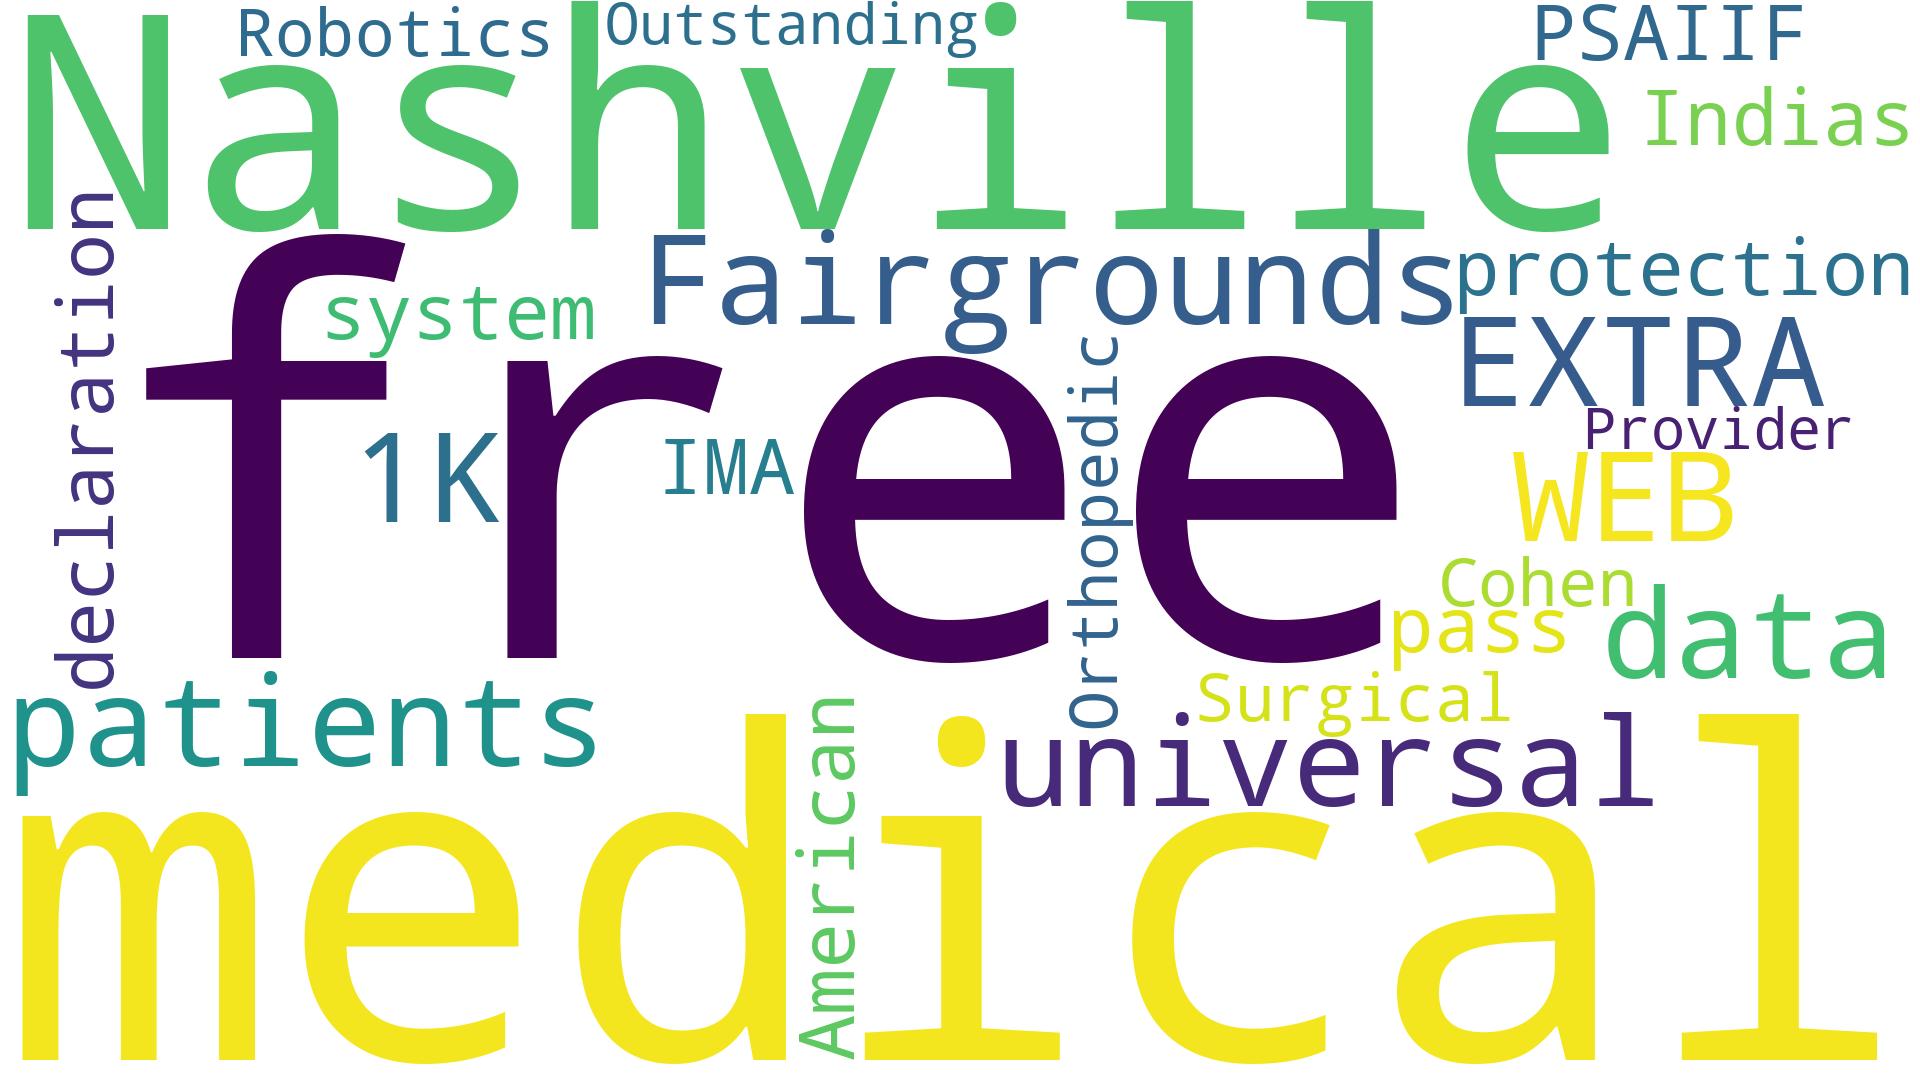 Robotics
Outstanding
PSAIIF
Nashville
Indias
declaration
Fairgrounds
protection
system
free
EXTRA
Orthopedic
Provider
1K
IMA
WEB
Cohen
pass
data
patients
Surgical
American
universal
medical